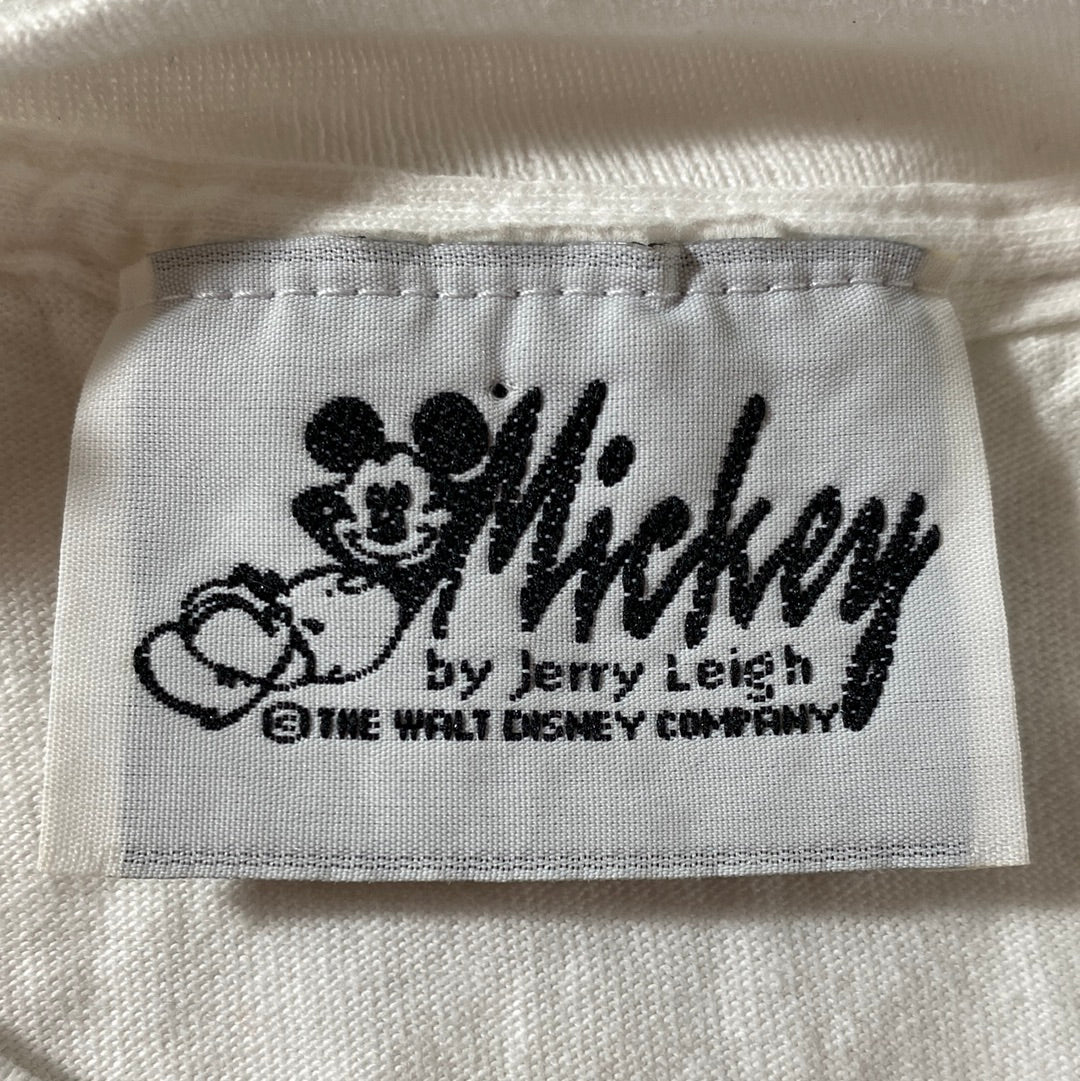 Mickey
by Jerry Leigh
© THE WALT DISNEY COMPANY